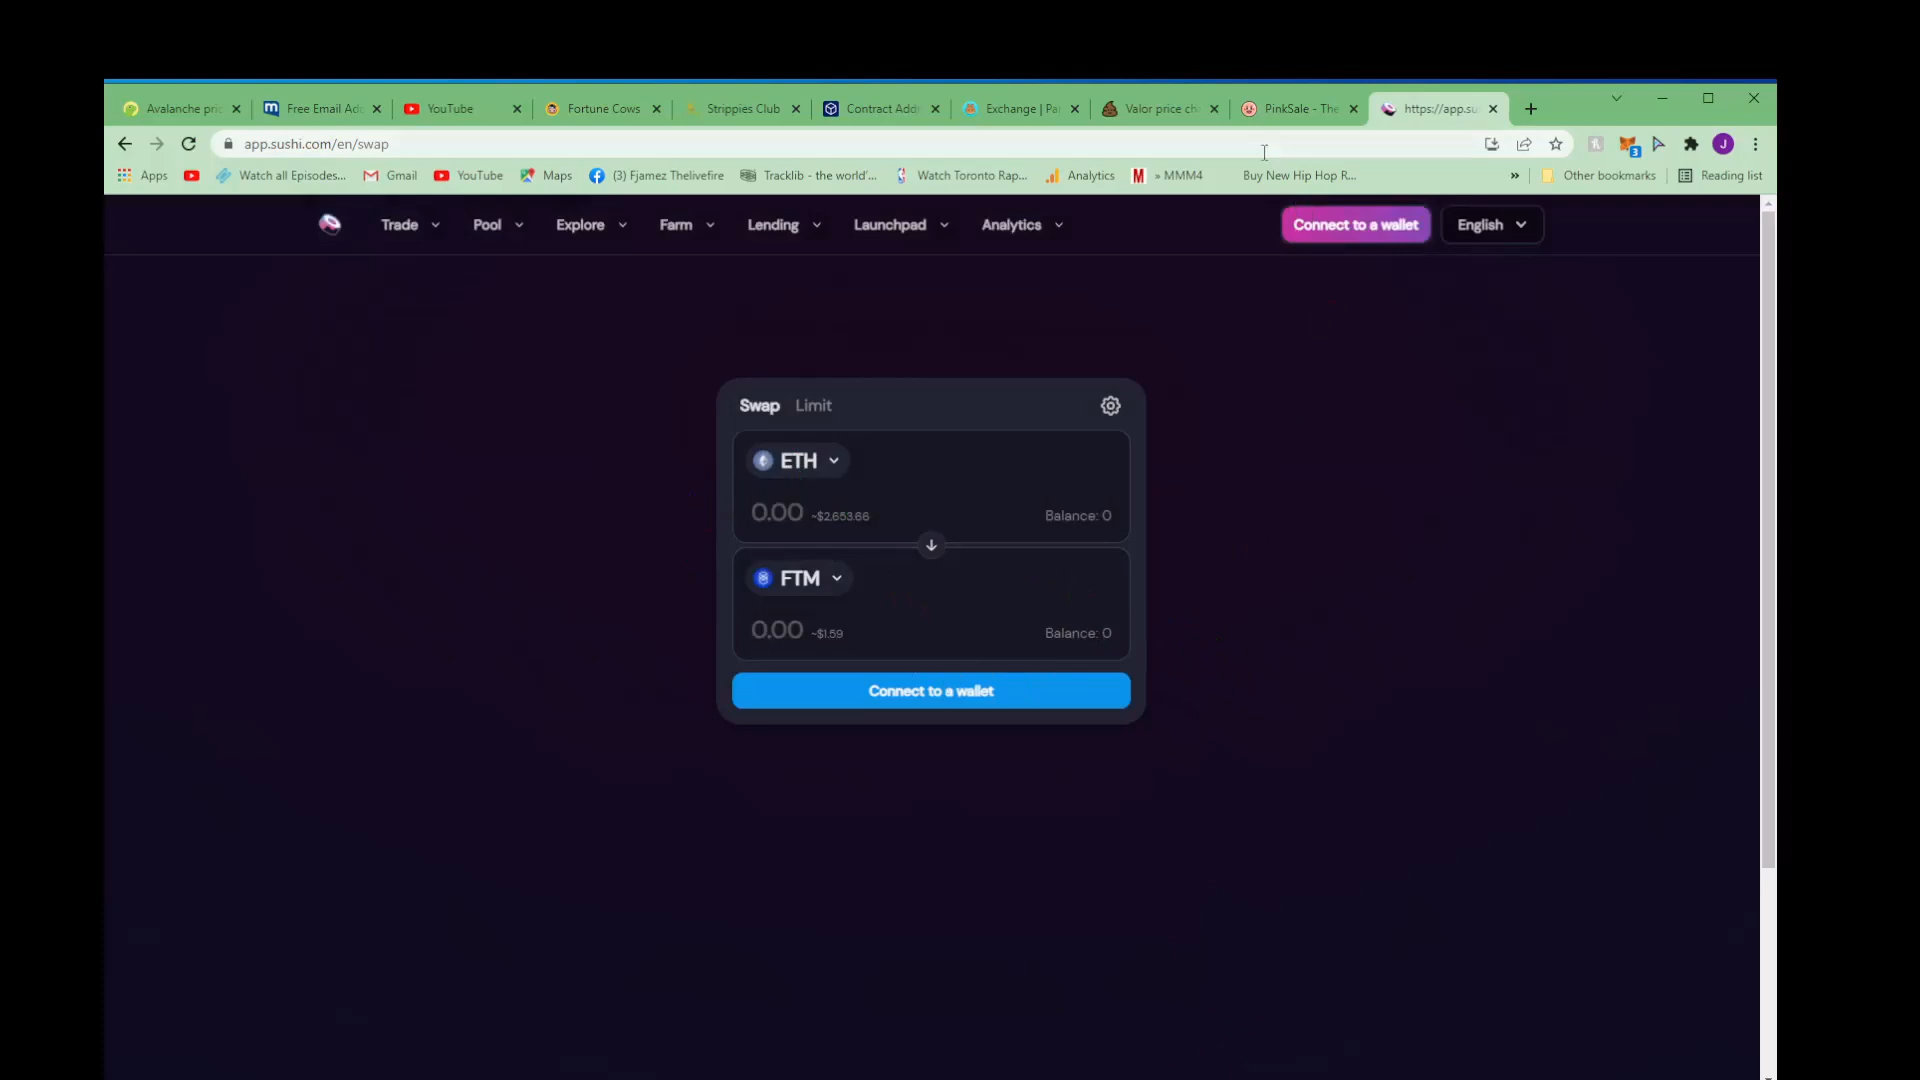 Avalanche pric
Free Email Add
YouTube
Fortune Cows
Strippies Club
Contract Addr
Exchange | Pan
Valor price cha
PinkSale - The
https://app.su
app.sushi.com/en/swap
3
J
Apps
Watch all Episodes...
Gmail
YouTube
Maps
(3) Fjamez Thelivefire
Tracklib - the world'...
Watch Toronto Rap...
Analytics
M
» MMM4
Buy New Hip Hop R...
»
Other bookmarks
Reading list
Trade
Pool
Explore
Farm
Lending
Launchpad
Analytics
Connect to a wallet
English
Swap Limit
ETH
0.00 ~$2,653.66 Balance: 0
FTM
0.00 ~$1.59 Balance: 0
Connect to a wallet